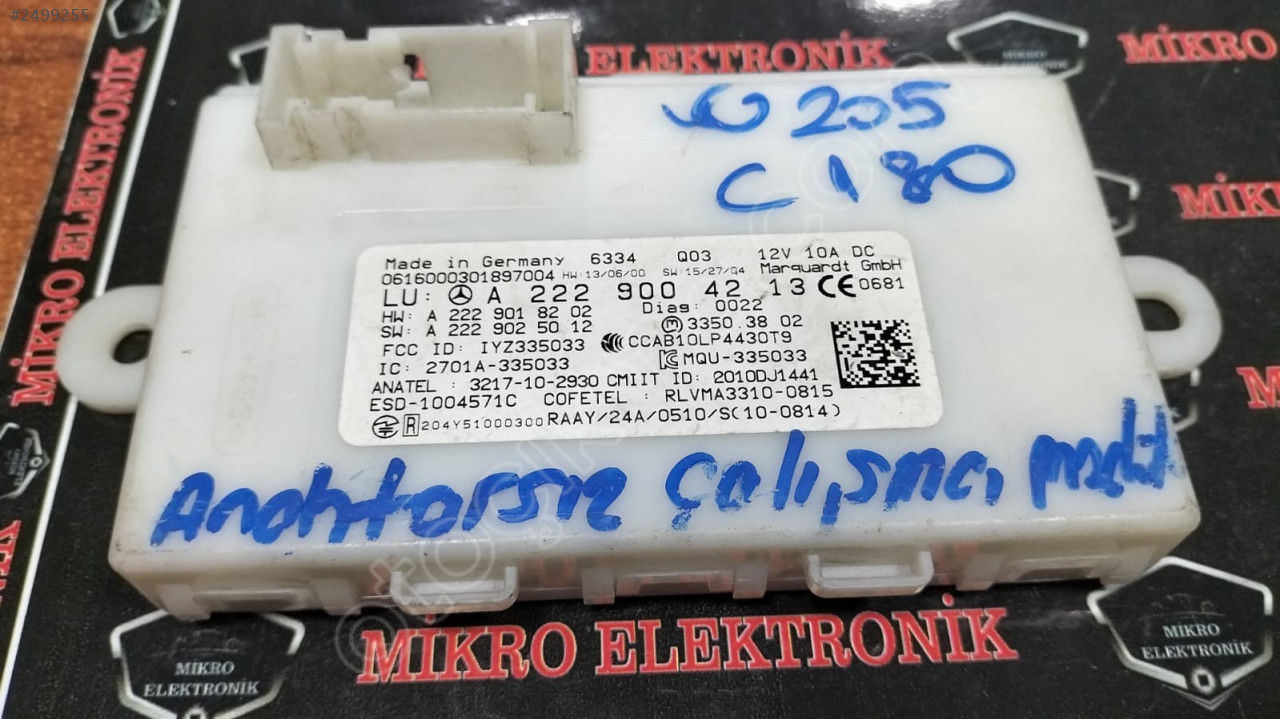 #2499255
MİKRO ELEKTRONİK
ELEKTRONİK
MİKRO
W205
C180
Made in Germany 6334 Q03 12V 10A DC
0616000301897004 HW:13/06/00 SW:15/27/04 Marquardt GmbH
LU: A 222 900 42 13 CE 0681
HW: A 222 901 82 02 Diag: 0022
SW: A 222 902 50 12 3350.38 02
FCC ID: IYZ335033 CCAB10LP4430T9
IC: 2701A-335033 MQU-335033
ANATEL : 3217-10-2930 CMIIT ID: 2010DJ1441
ESD-1004571C COFETEL : RLVMA3310-0815
R 204Y51000300 RAAY/24A/0510/S(10-0814)
Anahtarsız Çalışma,
MİKRO
ELEKTRONİK
MİKRO ELEKTRONİK
MİKRO
ELEKTRONİK